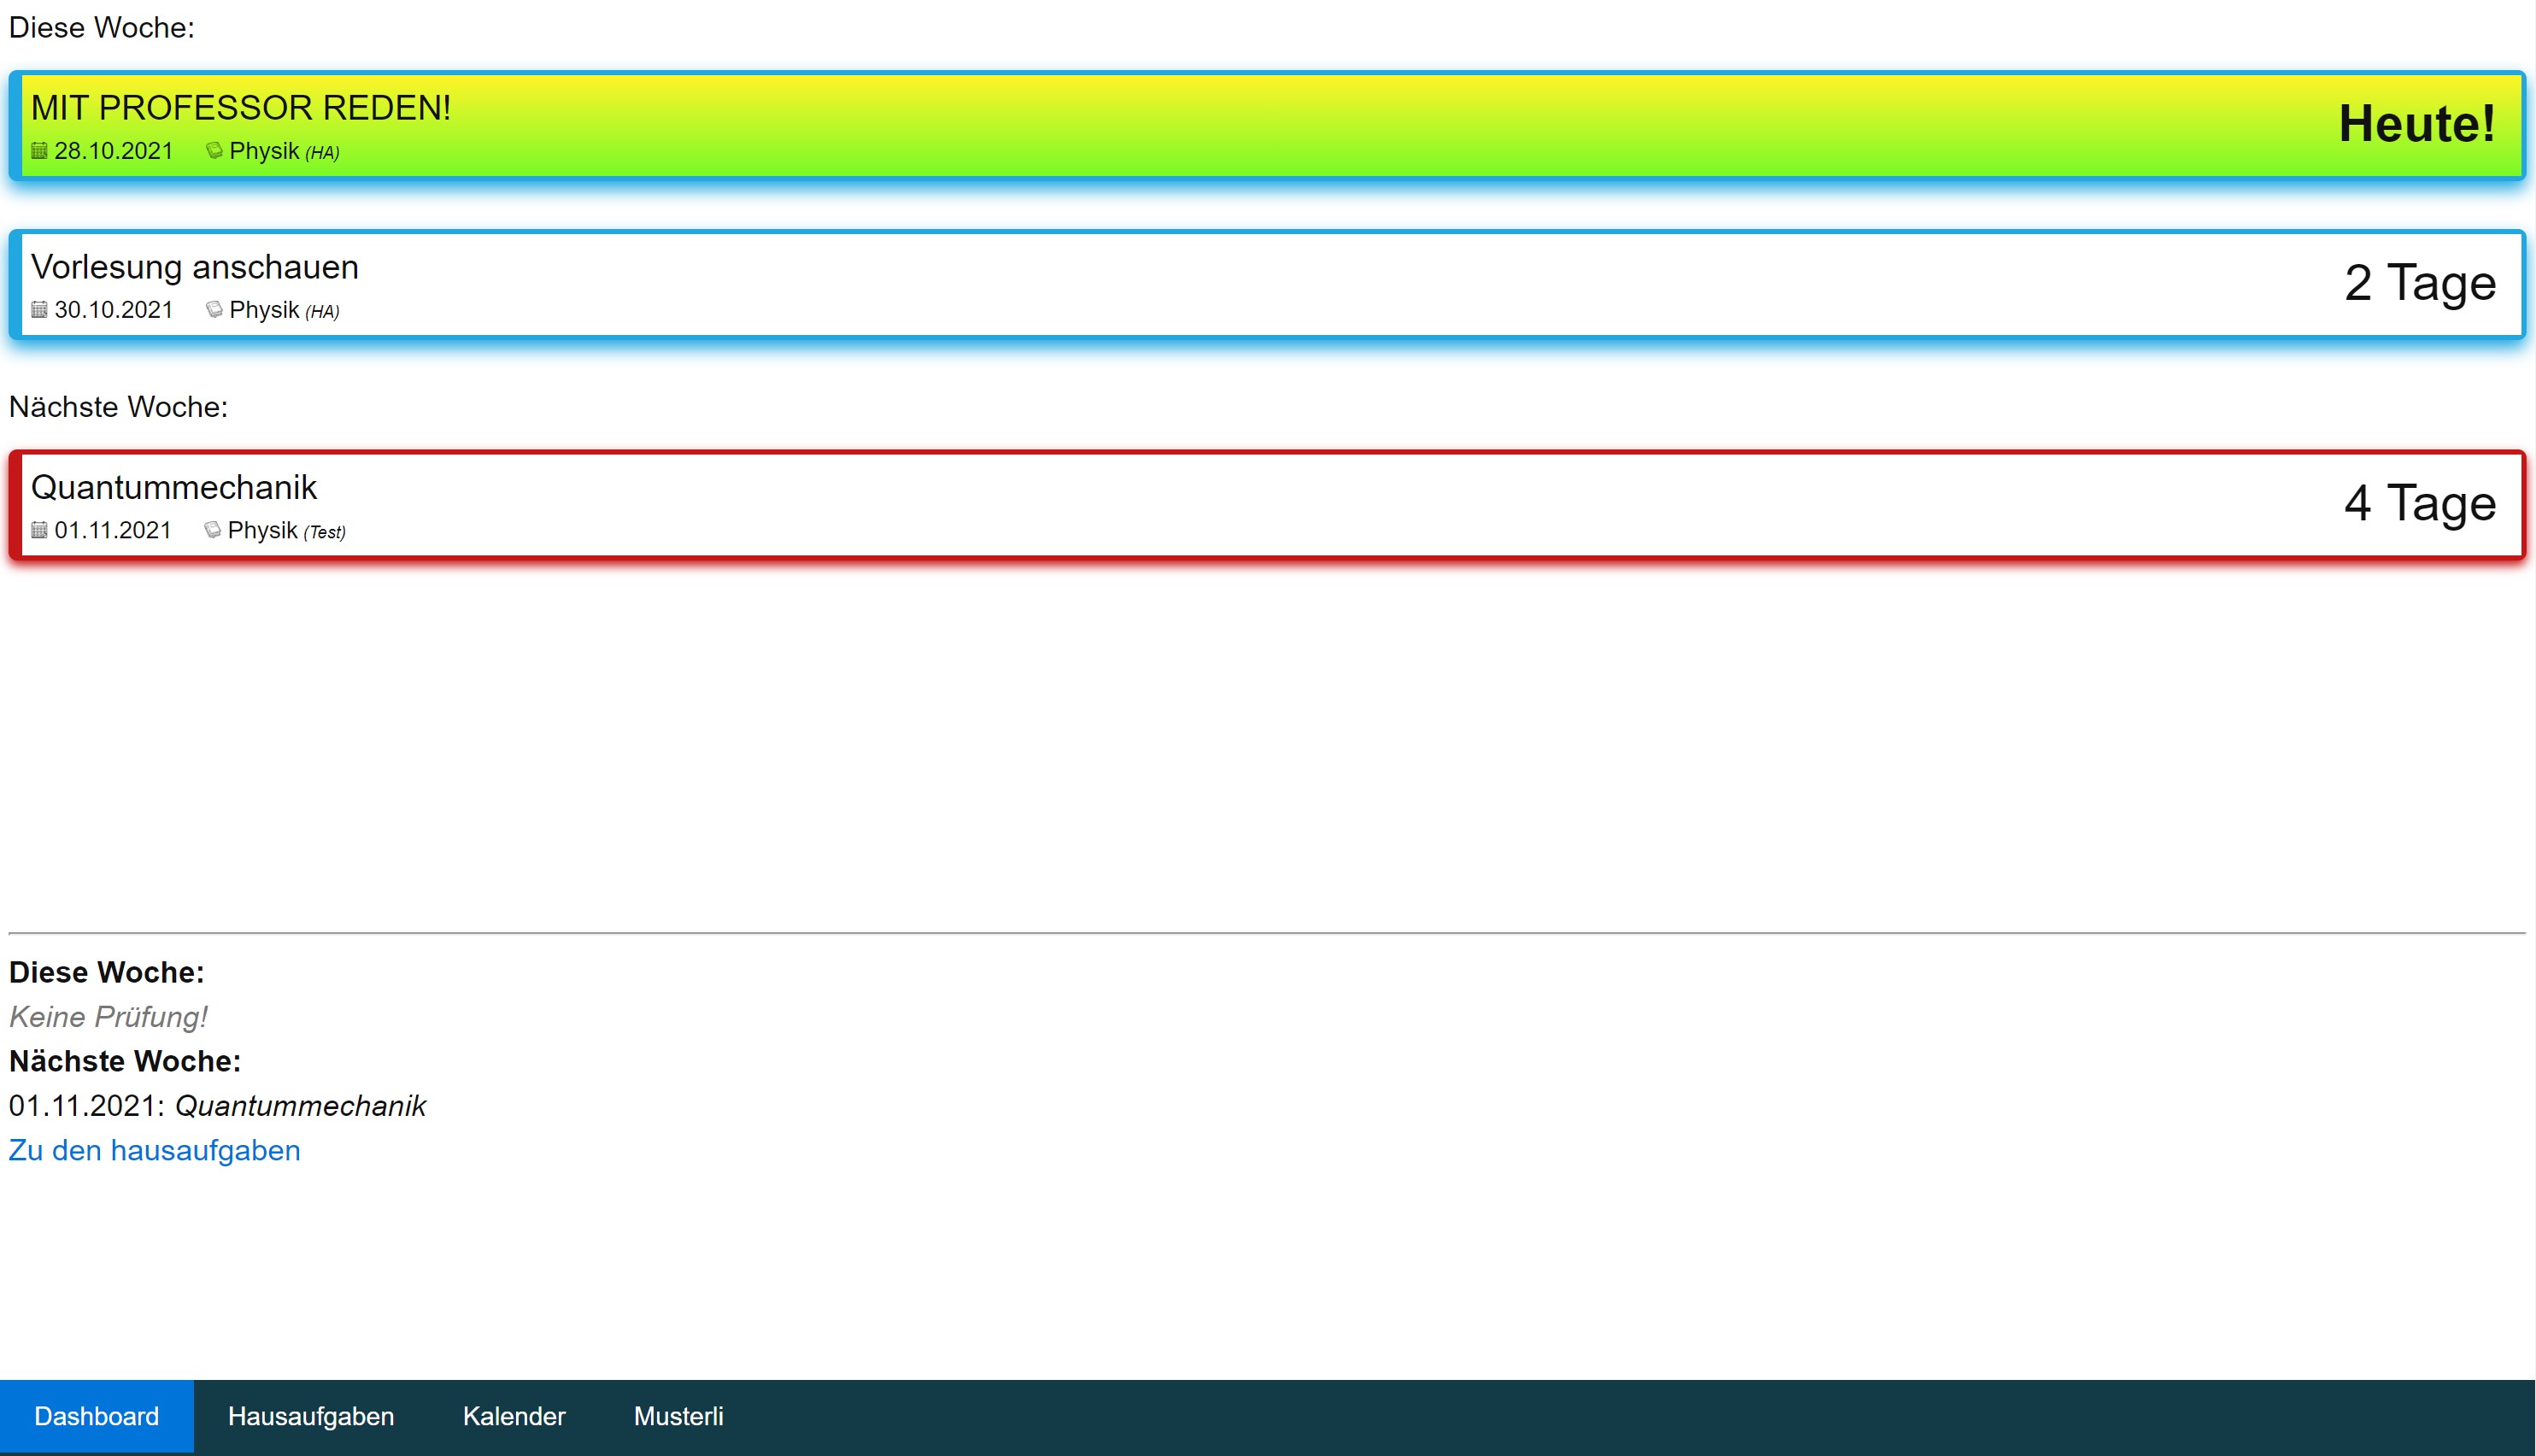 Diese Woche:
MIT PROFESSOR REDEN!
Heute!
28.10.2021 Physik (HA)
Vorlesung anschauen
2 Tage
30.10.2021 Physik (HA)
Nächste Woche:
Quantummechanik
4 Tage
01.11.2021 Physik (Test)
Diese Woche:
Keine Prüfung!
Nächste Woche:
01.11.2021: Quantummechanik
Zu den hausaufgaben
Dashboard Hausaufgaben Kalender Musterli